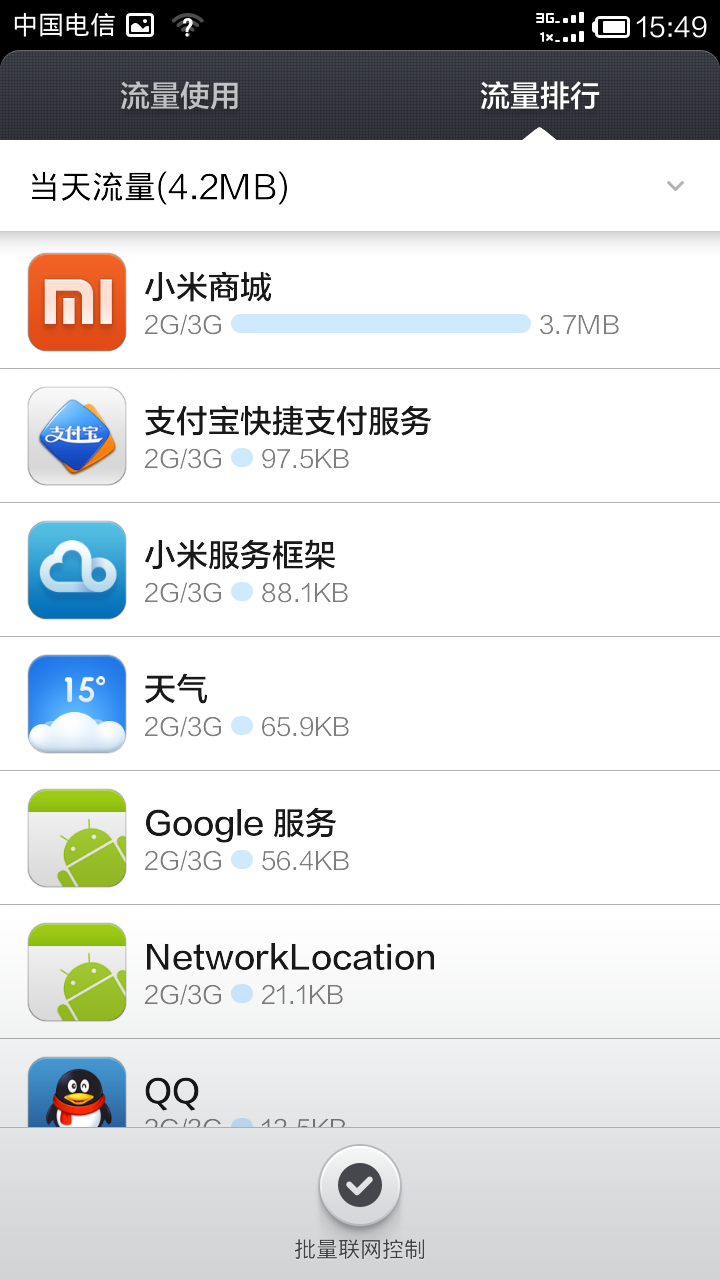 中国电信 3G 1× 15:49
流量使用 流量排行
当天流量(4.2MB)
小米商城
2G/3G 3.7MB
支付宝
支付宝快捷支付服务
2G/3G 97.5KB
小米服务框架
2G/3G 88.1KB
15°
天气
2G/3G 65.9KB
Google 服务
2G/3G 56.4KB
NetworkLocation
2G/3G 21.1KB
QQ
2G/3G
批量联网控制